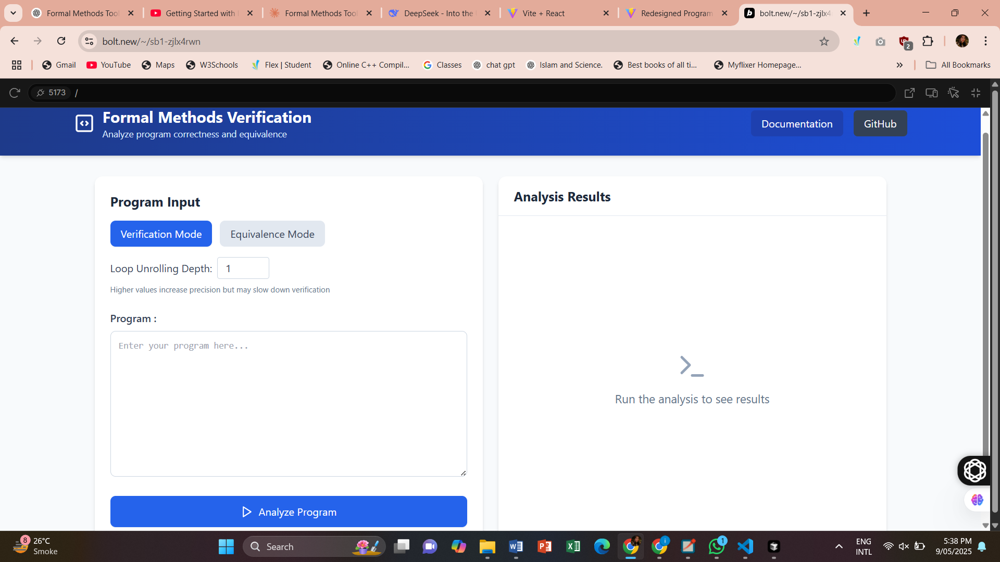 Formal Methods Tool
Getting Started with
Formal Methods Tool
DeepSeek - Into the
Vite + React
Redesigned Program
bolt.new/~/sb1-zjlx4
bolt.new/~/sb1-zjlx4rwn
2
Gmail
YouTube
Maps
W3Schools
Flex | Student
Online C++ Compil...
Classes
chat gpt
Islam and Science.
Best books of all ti...
Myflixer Homepage...
All Bookmarks
5173
/
Formal Methods Verification
Analyze program correctness and equivalence
Documentation
GitHub
Program Input
Verification Mode
Equivalence Mode
Loop Unrolling Depth:
1
Higher values increase precision but may slow down verification
Program :
Enter your program here...
Analyze Program
Analysis Results
Run the analysis to see results
8
26°C
Smoke
Search
1
ENG
INTL
5:38 PM
9/05/2025